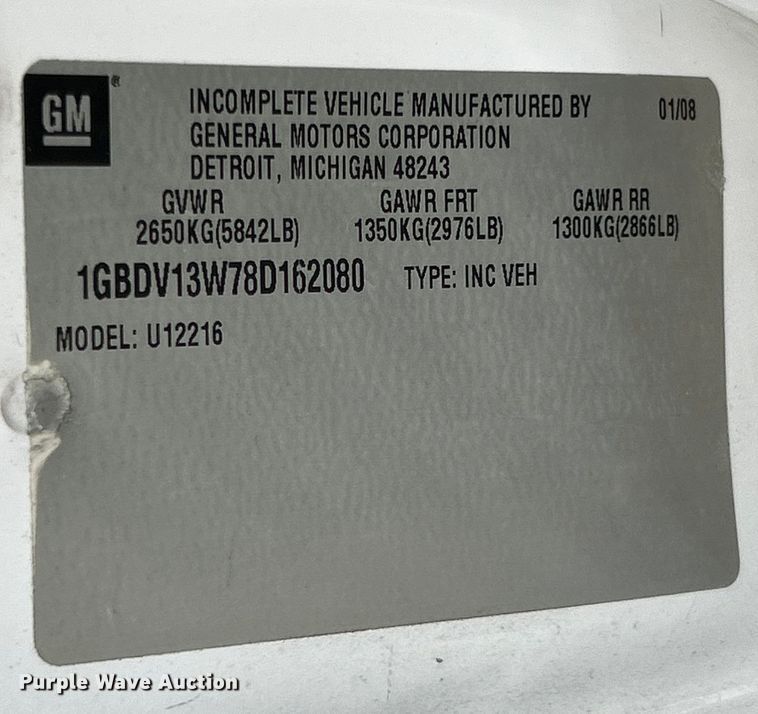 GM ®
INCOMPLETE VEHICLE MANUFACTURED BY 01/08
GENERAL MOTORS CORPORATION
DETROIT, MICHIGAN 48243
GVWR GAWR FRT GAWR RR
2650KG(5842LB) 1350KG(2976LB) 1300KG(2866LB)
1GBDV13W78D162080 TYPE: INC VEH
MODEL: U12216
Purple Wave Auction